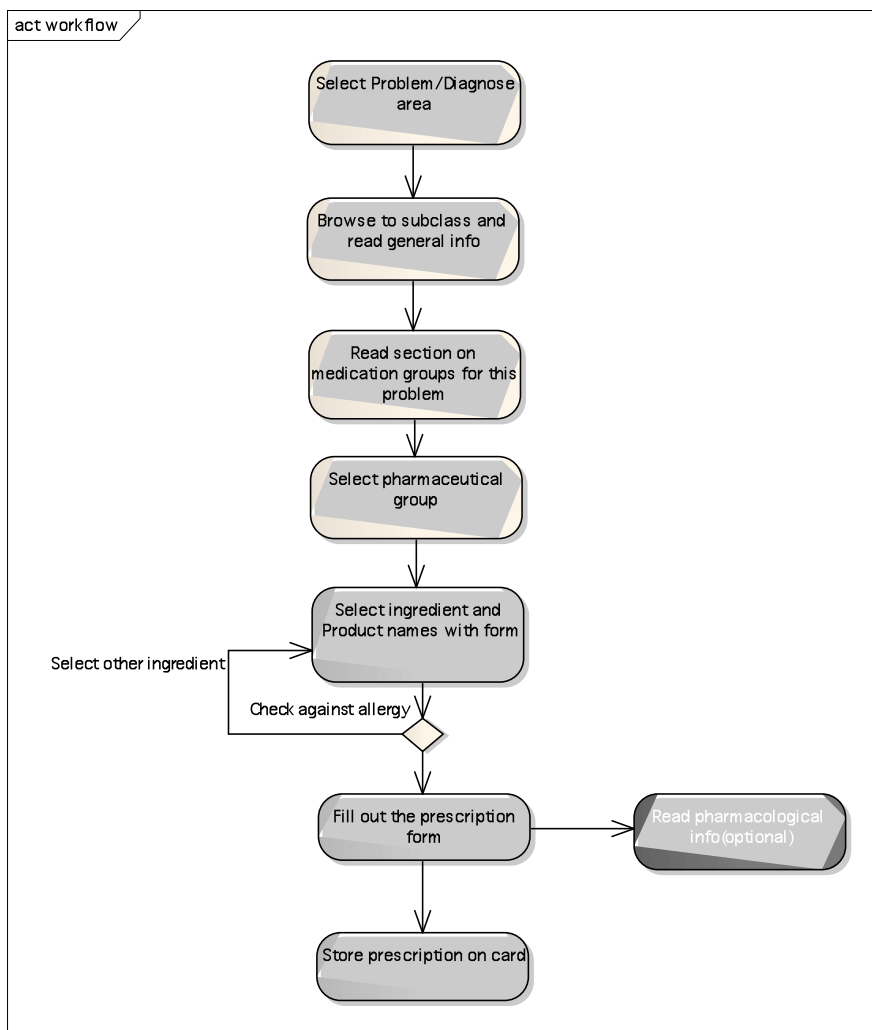 act workflow
Select Problem/Diagnose
area
Browse to subclass and
read general info
Read section on
medication groups for this
problem
Select pharmaceutical
group
Select ingredient and
Product names with form
Select other ingredient
Check against allergy
Fill out the prescription
form
Read pharmacological
info(optional)
Store prescription on card